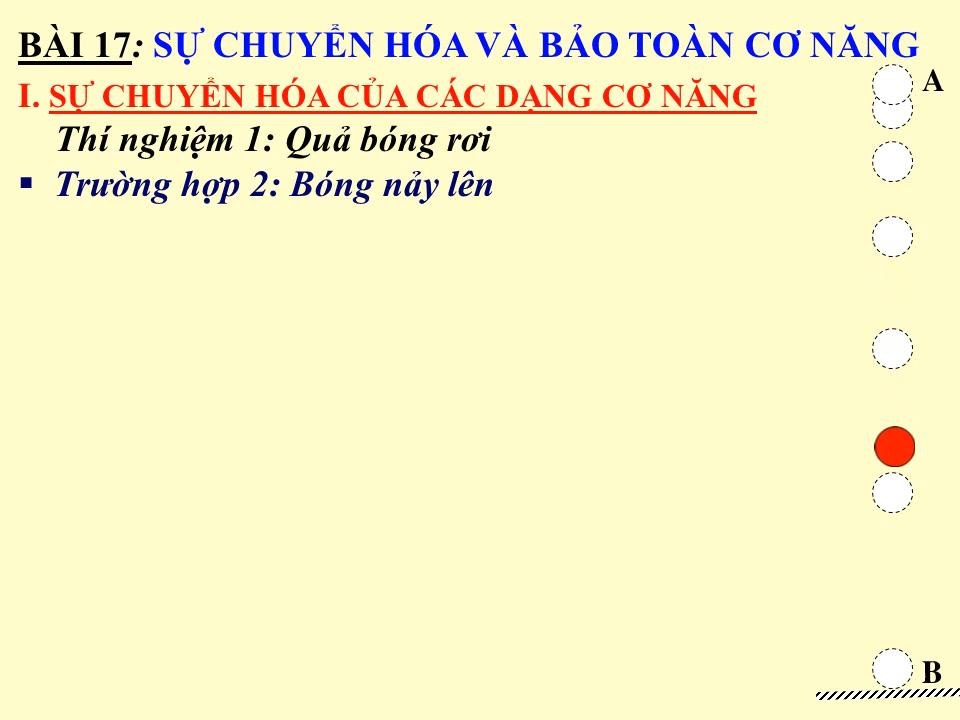 BÀI 17: SỰ CHUYỂN HÓA VÀ BẢO TOÀN CƠ NĂNG
A
I. SỰ CHUYỂN HÓA CỦA CÁC DẠNG CƠ NĂNG
Thí nghiệm 1: Quả bóng rơi
▪ Trường hợp 2: Bóng nảy lên
B